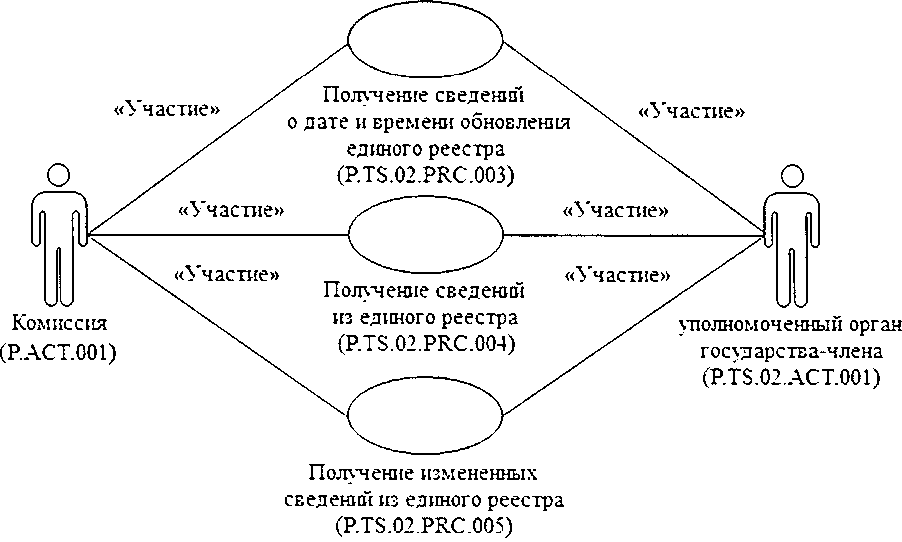 Получение сведений
о дате и времени обновления
единого реестра
(P.TS.02.PRC.003)
«Участие»
«Участие»
«Участие»
«Участие»
«Участие»
«Участие»
Получение сведений
из единого реестра
(P.TS.02.PRC.004)
Комиссия
(P.ACT.001)
уполномоченный орган
государства-члена
(P.TS.02.ACT.001)
Получение измененных
сведений из единого реестра
(P.TS.02.PRC.005)